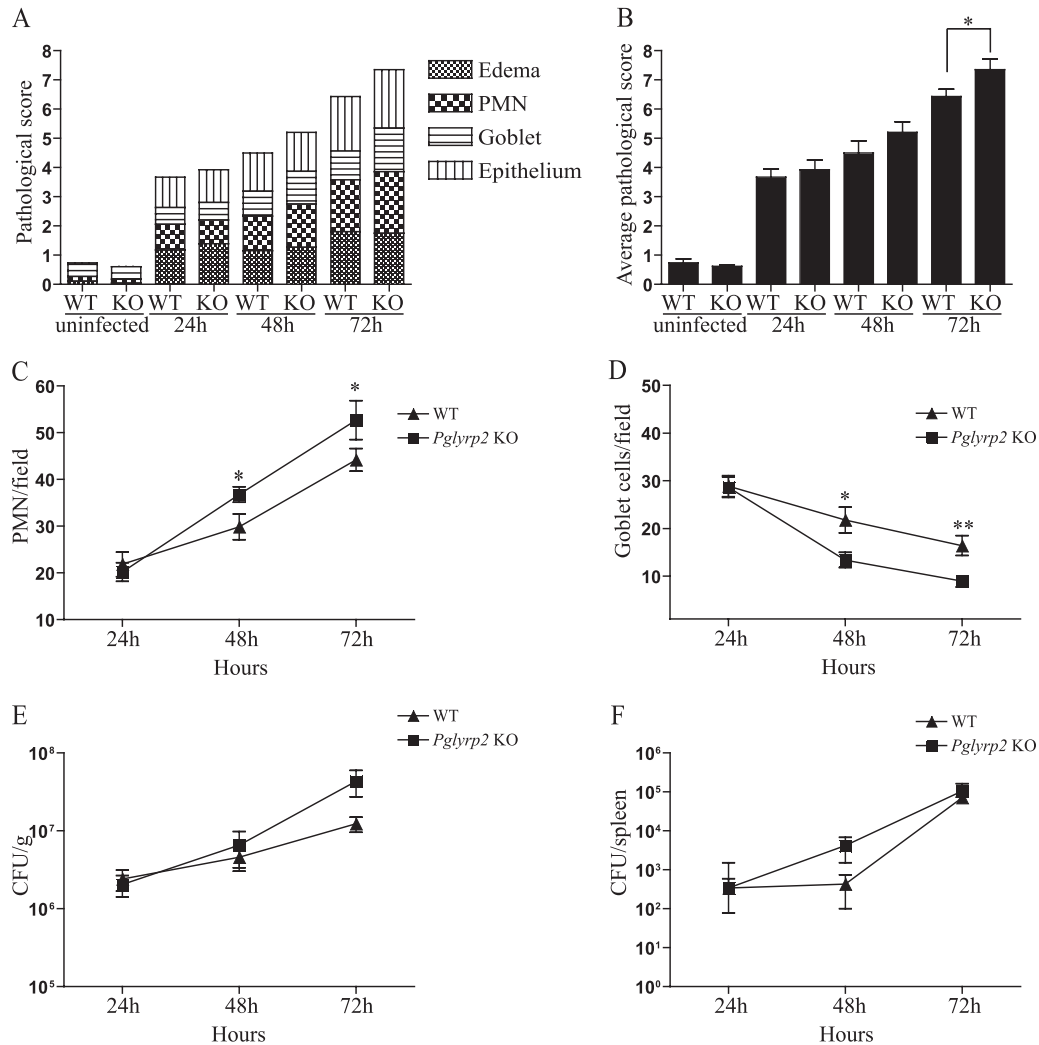 A
Pathological score
8
7
6
5
4
3
2
1
0
WT KO WT KO WT KO WT KO
uninfected 24h 48h 72h
Edema
PMN
Goblet
Epithelium
B
Average pathological score
8
7
6
5
4
3
2
1
0
*
WT KO WT KO WT KO WT KO
uninfected 24h 48h 72h
C
PMN/field
60
50
40
30
20
10
*
*
24h 48h 72h
Hours
WT
Pglyrp2 KO
D
Goblet cells/field
50
40
30
20
10
*
**
24h 48h 72h
Hours
WT
Pglyrp2 KO
E
CFU/g
10⁸
10⁷
10⁶
10⁵
24h 48h 72h
Hours
WT
Pglyrp2 KO
F
CFU/spleen
10⁶
10⁵
10⁴
10³
10²
10¹
10⁰
24h 48h 72h
Hours
WT
Pglyrp2 KO